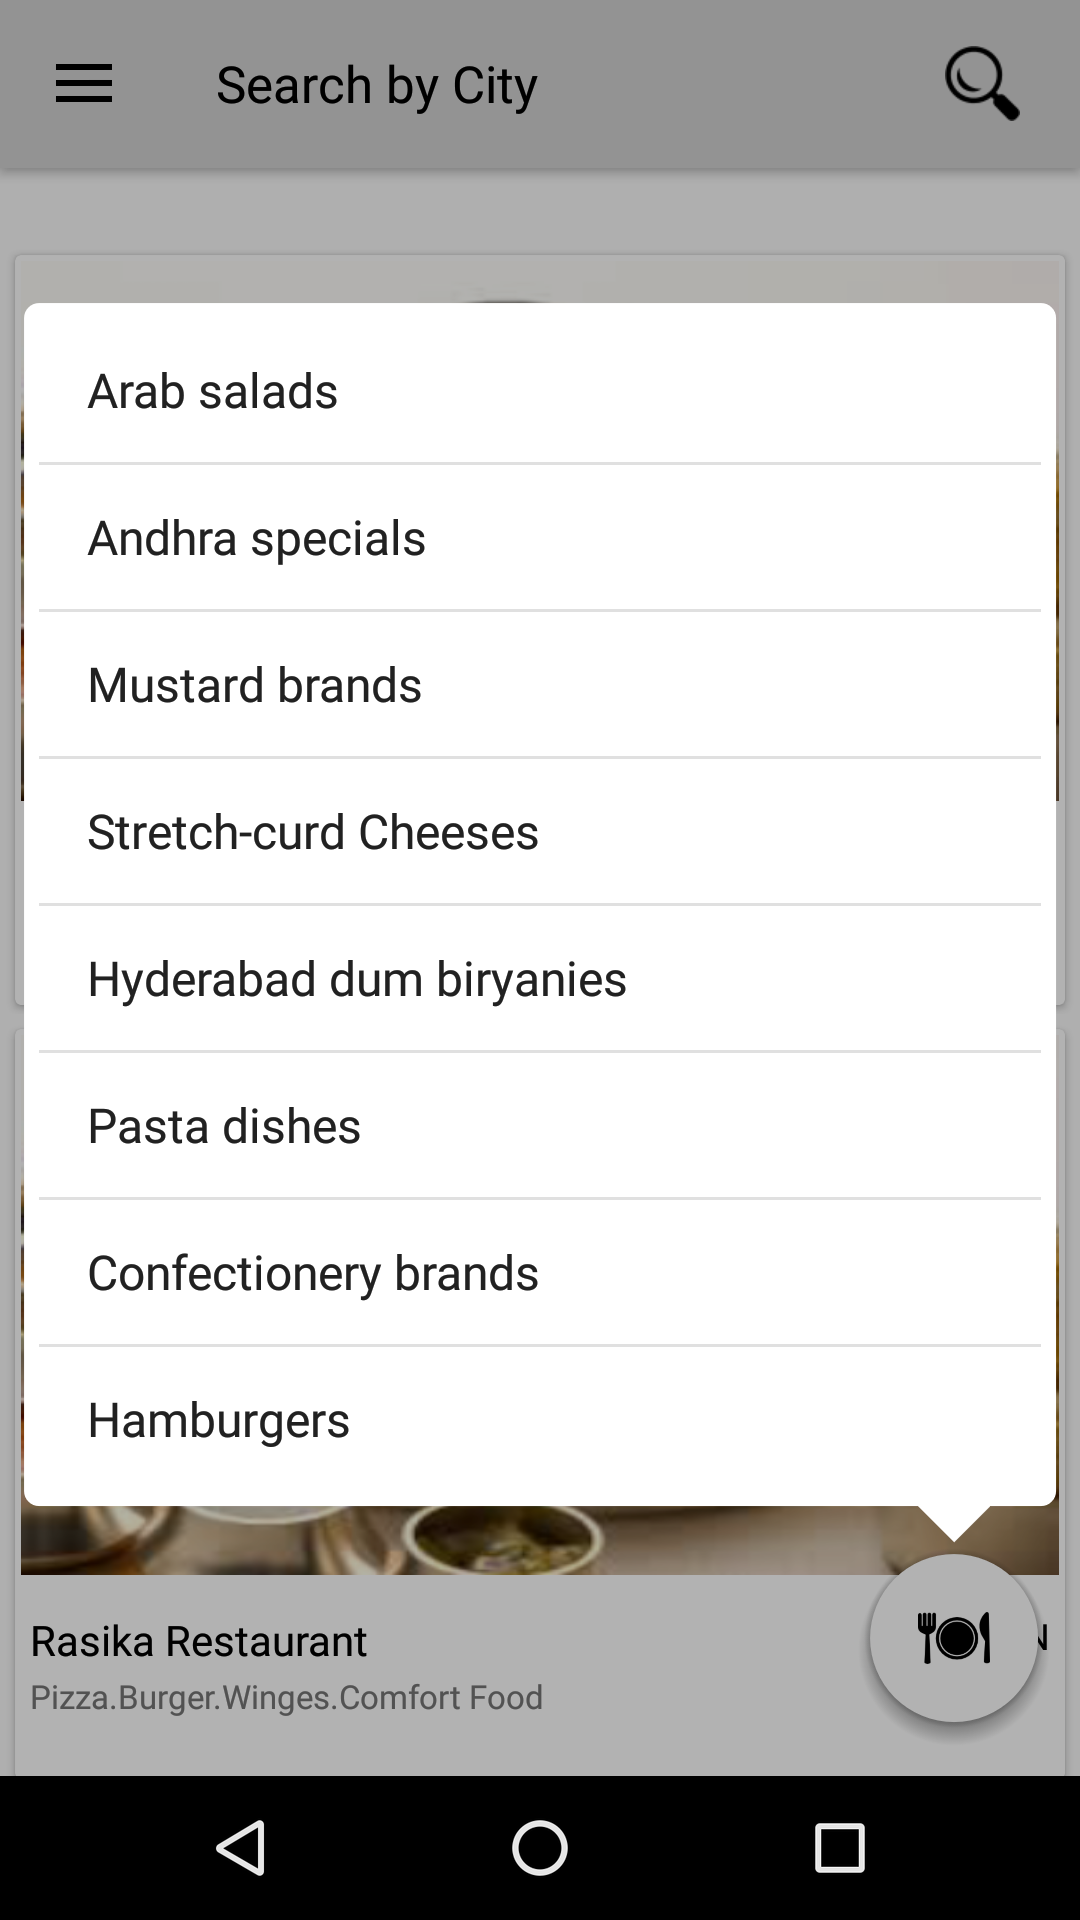 Search by City
Arab salads
Andhra specials
Mustard brands
Stretch-curd Cheeses
Hyderabad dum biryanies
Pasta dishes
Confectionery brands
Hamburgers
Rasika Restaurant
Pizza.Burger.Winges.Comfort Food